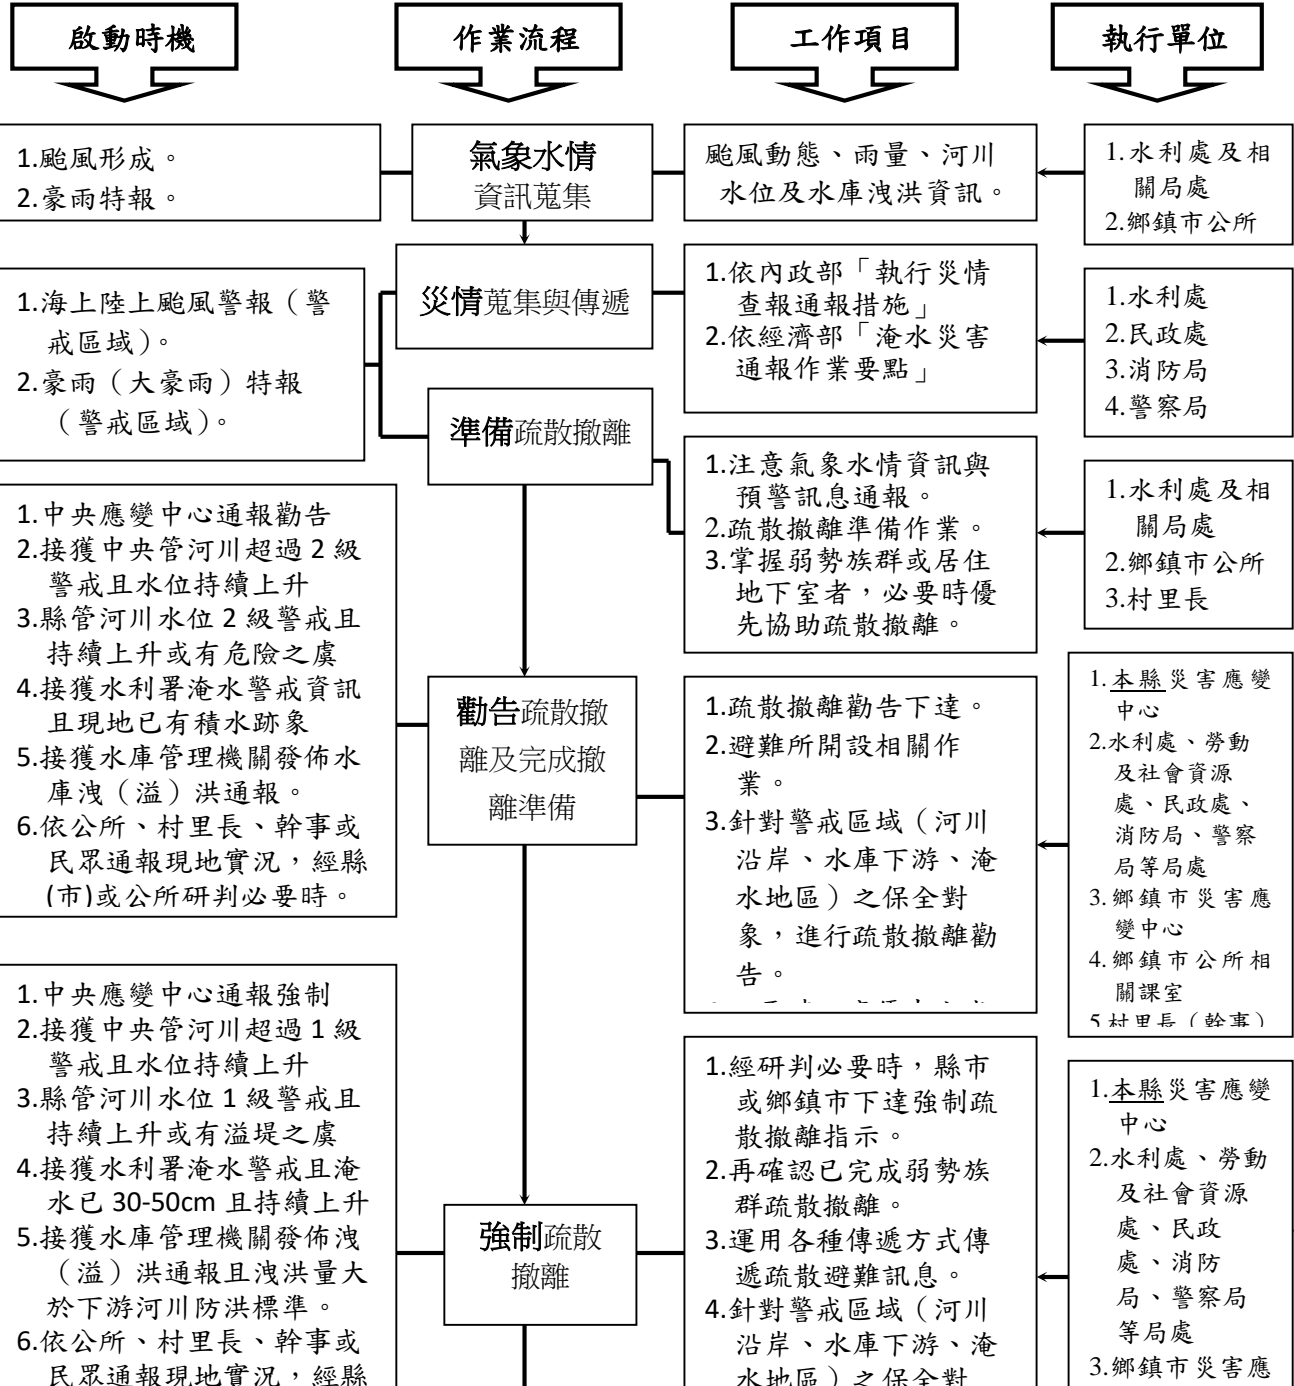 啟動時機
作業流程
工作項目
執行單位
1.颱風形成。
2.豪雨特報。
氣象水情
資訊蒐集
颱風動態、雨量、河川
水位及水庫洩洪資訊。
1.水利處及相
關局處
2.鄉鎮市公所
1.海上陸上颱風警報（警
戒區域）。
2.豪雨（大豪雨）特報
（警戒區域）。
災情蒐集與傳遞
1.依內政部「執行災情
查報通報措施」
2.依經濟部「淹水災害
通報作業要點」
1.水利處
2.民政處
3.消防局
4.警察局
準備疏散撤離
1.注意氣象水情資訊與
預警訊息通報。
2.疏散撤離準備作業。
3.掌握弱勢族群或居住
地下室者，必要時優
先協助疏散撤離。
1.水利處及相
關局處
2.鄉鎮市公所
3.村里長
1.中央應變中心通報勸告
2.接獲中央管河川超過 2 級
警戒且水位持續上升
3.縣管河川水位 2 級警戒且
持續上升或有危險之虞
4.接獲水利署淹水警戒資訊
且現地已有積水跡象
5.接獲水庫管理機關發佈水
庫洩（溢）洪通報。
6.依公所、村里長、幹事或
民眾通報現地實況，經縣
(市)或公所研判必要時。
勸告疏散撤
離及完成撤
離準備
1.疏散撤離勸告下達。
2.避難所開設相關作
業。
3.針對警戒區域（河川
沿岸、水庫下游、淹
水地區）之保全對
象，進行疏散撤離勸
告。
1.本縣災害應變
中心
2.水利處、勞動
及社會資源
處、民政處、
消防局、警察
局等局處
3.鄉鎮市災害應
變中心
4.鄉鎮市公所相
關課室
5.村里長（幹事）
1.中央應變中心通報強制
2.接獲中央管河川超過 1 級
警戒且水位持續上升
3.縣管河川水位 1 級警戒且
持續上升或有溢堤之虞
4.接獲水利署淹水警戒且淹
水已 30-50cm 且持續上升
5.接獲水庫管理機關發佈洩
（溢）洪通報且洩洪量大
於下游河川防洪標準。
6.依公所、村里長、幹事或
民眾通報現地實況，經縣
強制疏散
撤離
1.經研判必要時，縣市
或鄉鎮市下達強制疏
散撤離指示。
2.再確認已完成弱勢族
群疏散撤離。
3.運用各種傳遞方式傳
遞疏散避難訊息。
4.針對警戒區域（河川
沿岸、水庫下游、淹
水地區）之保全對
1.本縣災害應變
中心
2.水利處、勞動
及社會資源
處、民政
處、消防
局、警察局
等局處
3.鄉鎮市災害應